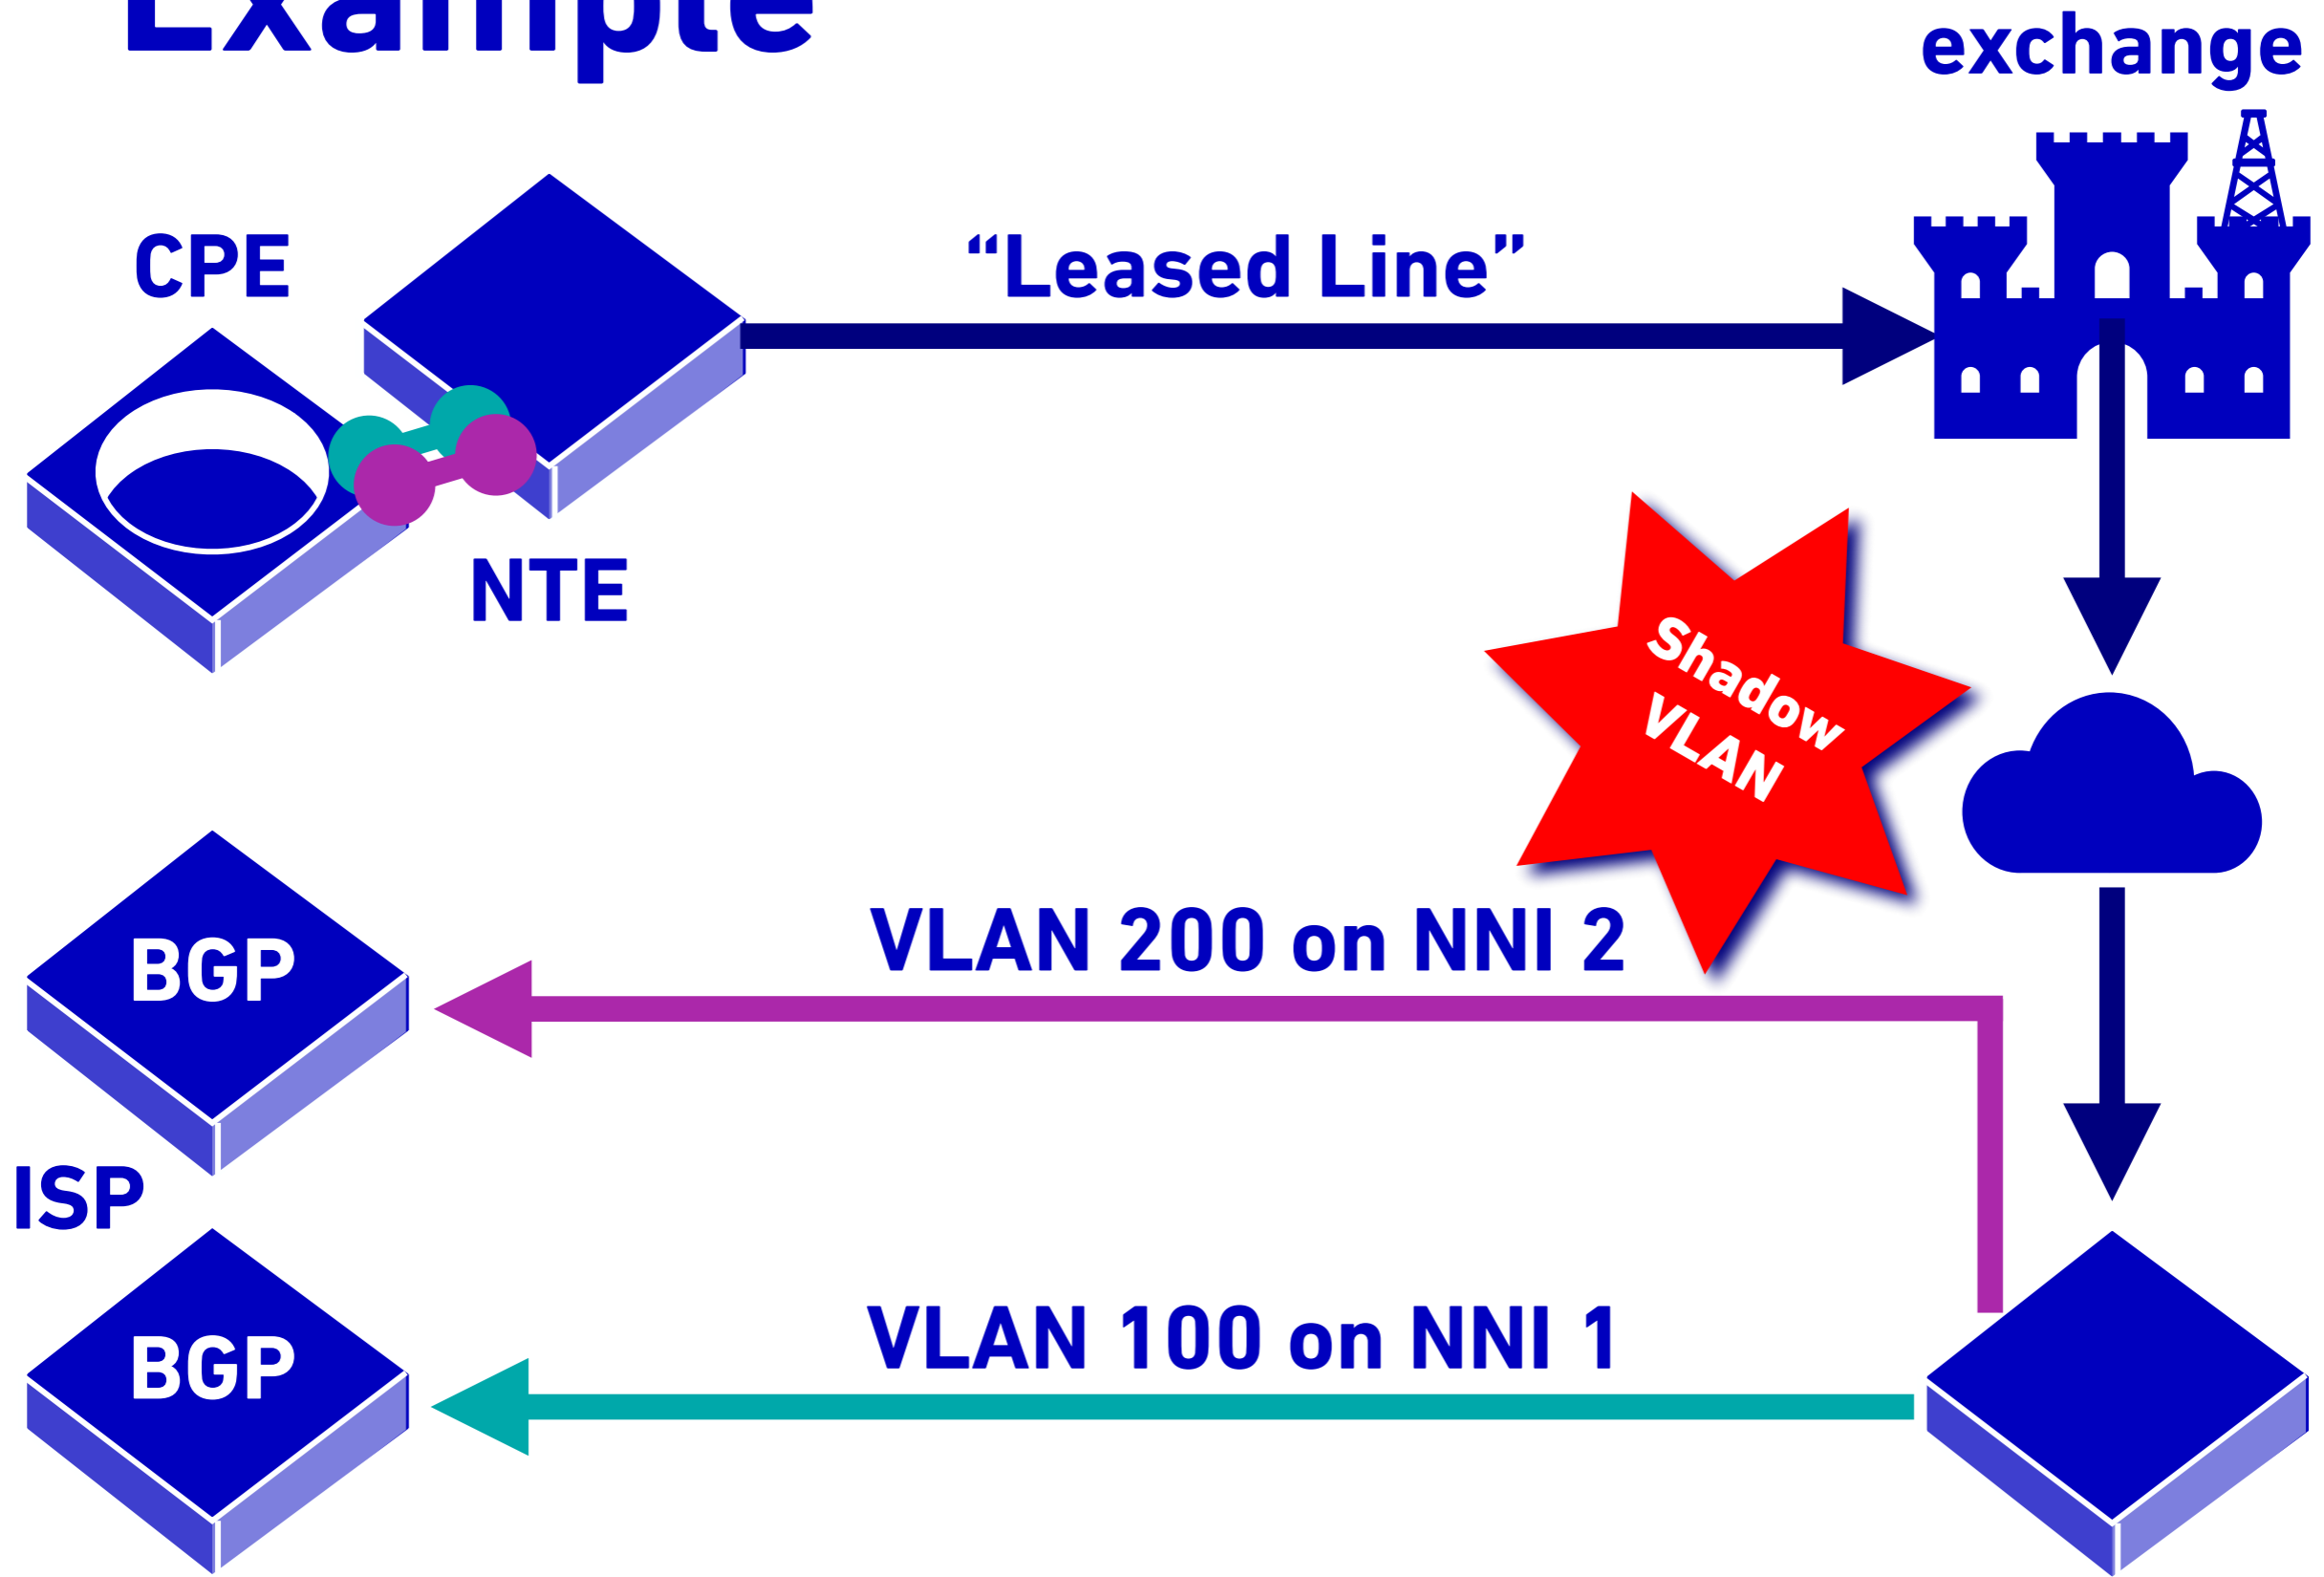 Example
exchange
CPE
“Leased Line”
NTE
Shadow
VLAN
VLAN 200 on NNI 2
BGP
ISP
VLAN 100 on NNI 1
BGP